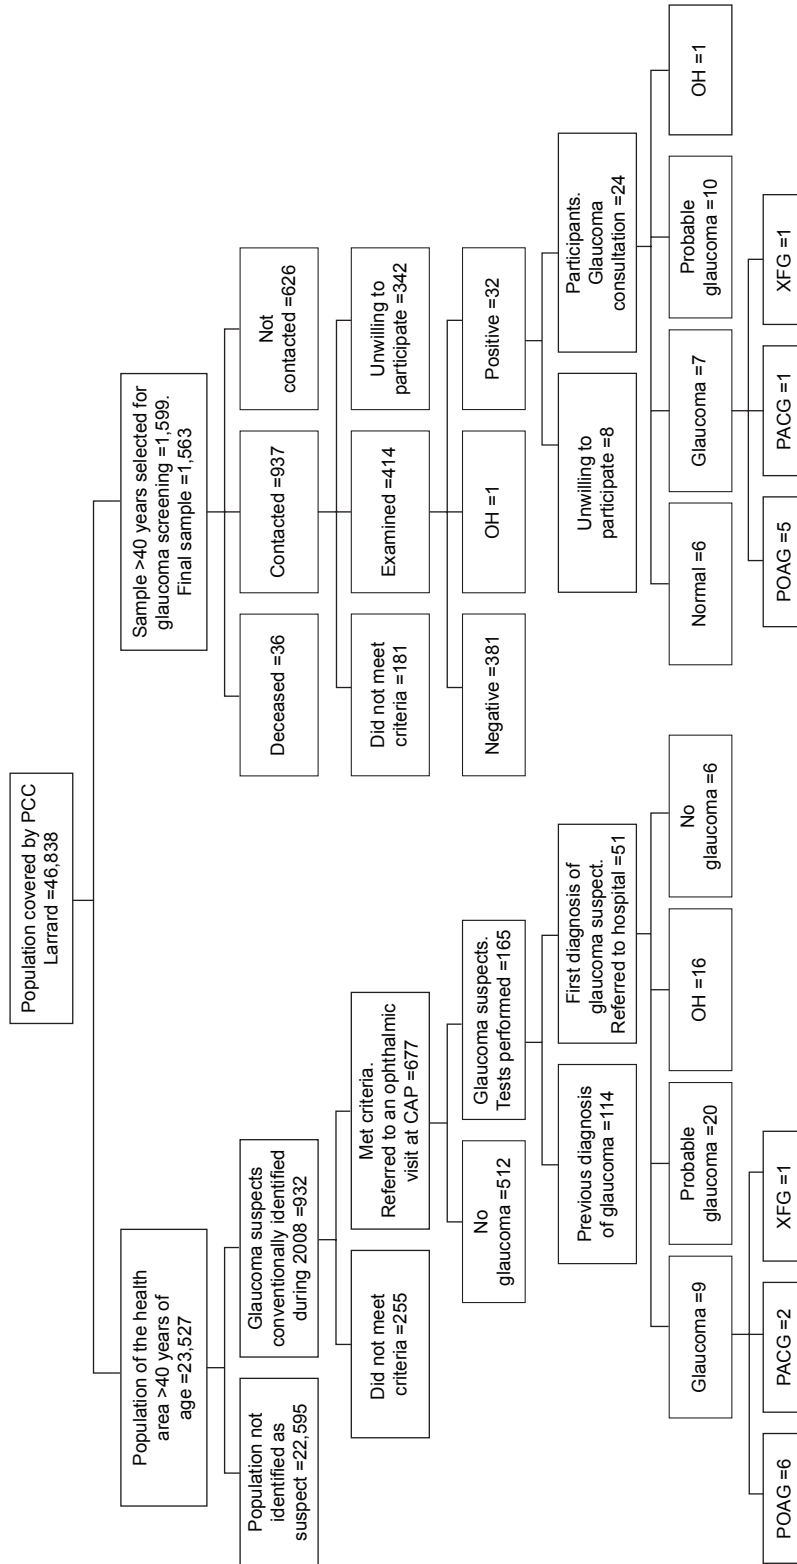 Population covered by PCC
Larrard =46,838
Population of the health
area >40 years of
age =23,527
Sample >40 years selected for
glaucoma screening =1,599.
Final sample =1,563
Population not
identified as
suspect =22,595
Glaucoma suspects
conventionally identified
during 2008 =932
Deceased =36
Contacted =937
Not
contacted =626
Did not meet
criteria =255
Met criteria.
Referred to an ophthalmic
visit at CAP =677
Did not meet
criteria =181
Examined =414
Unwilling to
participate =342
No
glaucoma =512
Glaucoma suspects.
Tests performed =165
Negative =381
OH =1
Positive =32
Previous diagnosis
of glaucoma =114
First diagnosis of
glaucoma suspect.
Referred to hospital =51
Unwilling to
participate =8
Participants.
Glaucoma
consultation =24
Glaucoma =9
Probable
glaucoma =20
OH =16
No
glaucoma =6
Normal =6
Glaucoma =7
Probable
glaucoma =10
OH =1
POAG =6
PACG =2
XFG =1
POAG =5
PACG =1
XFG =1